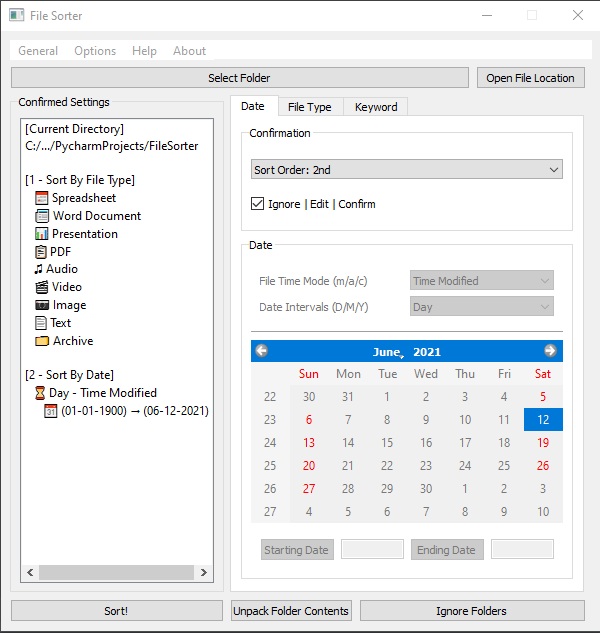 File Sorter
General Options Help About
Select Folder
Open File Location
Confirmed Settings
[Current Directory]
C:/.../PycharmProjects/FileSorter
[1 - Sort By File Type]
Spreadsheet
Word Document
Presentation
PDF
Audio
Video
Image
Text
Archive
[2 - Sort By Date]
Day - Time Modified
31 (01-01-1900) → (06-12-2021)
Date File Type Keyword
Confirmation
Sort Order: 2nd
Ignore | Edit | Confirm
Date
File Time Mode (m/a/c) Time Modified
Date Intervals (D/M/Y) Day
June, 2021
Sun Mon Tue Wed Thu Fri Sat
22 30 31 1 2 3 4 5
23 6 7 8 9 10 11 12
24 13 14 15 16 17 18 19
25 20 21 22 23 24 25 26
26 27 28 29 30 1 2 3
27 4 5 6 7 8 9 10
Starting Date Ending Date
Sort!
Unpack Folder Contents
Ignore Folders